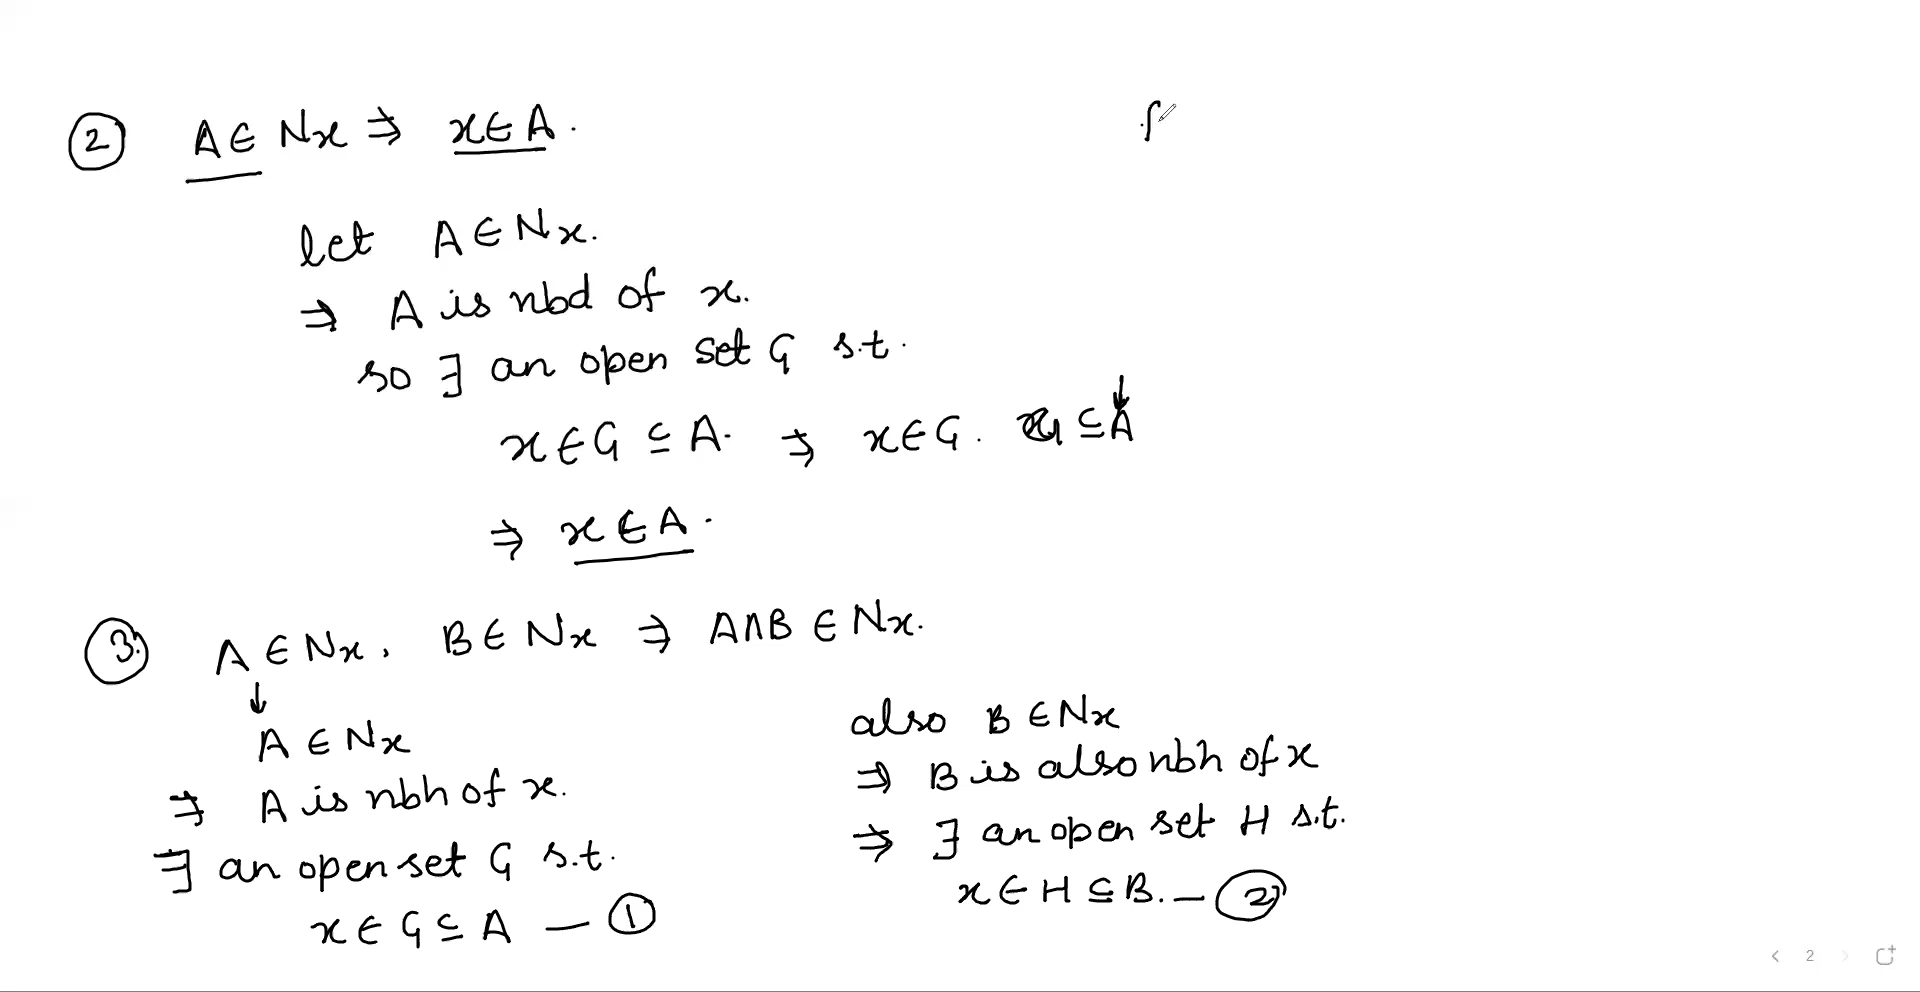 ② A ∈ Nx ⇒ x ∈ A.
let A ∈ Nx.
⇒ A is nbd of x.
so ∃ an open set G s.t.
x ∈ G ⊆ A. ⇒ x ∈ G. ⊆ A
⇒ x ∈ A.
③ A ∈ Nx, B ∈ Nx ⇒ A∩B ∈ Nx.
↓
A ∈ Nx
⇒ A is nbh of x.
∃ an open set G s.t.
x ∈ G ⊆ A — ①
also B ∈ Nx
⇒ B is also nbh of x
⇒ ∃ an open set H s.t.
x ∈ H ⊆ B. — ②
2